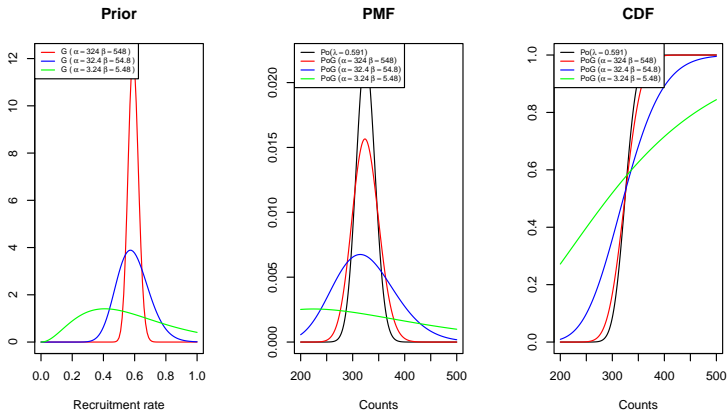 Prior
G ( α = 324 β = 548)
G ( α = 32.4 β = 54.8)
G ( α = 3.24 β = 5.48)
0
2
4
6
8
10
12
0.0
0.2
0.4
0.6
0.8
1.0
Recruitment rate
PMF
Po(λ = 0.591)
PoG ( α = 324 β = 548)
PoG ( α = 32.4 β = 54.8)
PoG ( α = 3.24 β = 5.48)
0.000
0.005
0.010
0.015
0.020
200
300
400
500
Counts
CDF
Po(λ = 0.591)
PoG ( α = 324 β = 548)
PoG ( α = 32.4 β = 54.8)
PoG ( α = 3.24 β = 5.48)
0.0
0.2
0.4
0.6
0.8
1.0
200
300
400
500
Counts